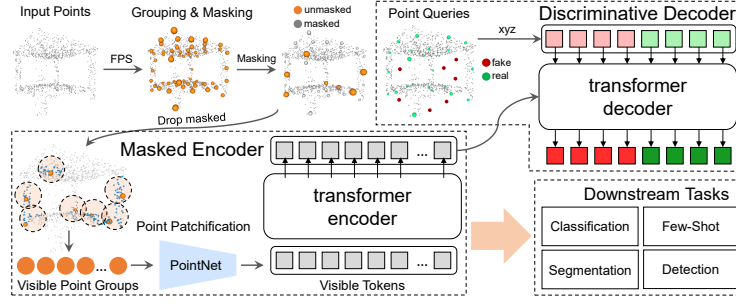 Input Points
Grouping & Masking
unmasked
masked
FPS
Masking
Drop masked
Point Queries
xyz
fake
real
Discriminative Decoder
transformer
decoder
Masked Encoder
...
transformer
encoder
Point Patchification
PointNet
...
Visible Point Groups
...
Visible Tokens
Downstream Tasks
Classification
Few-Shot
Segmentation
Detection